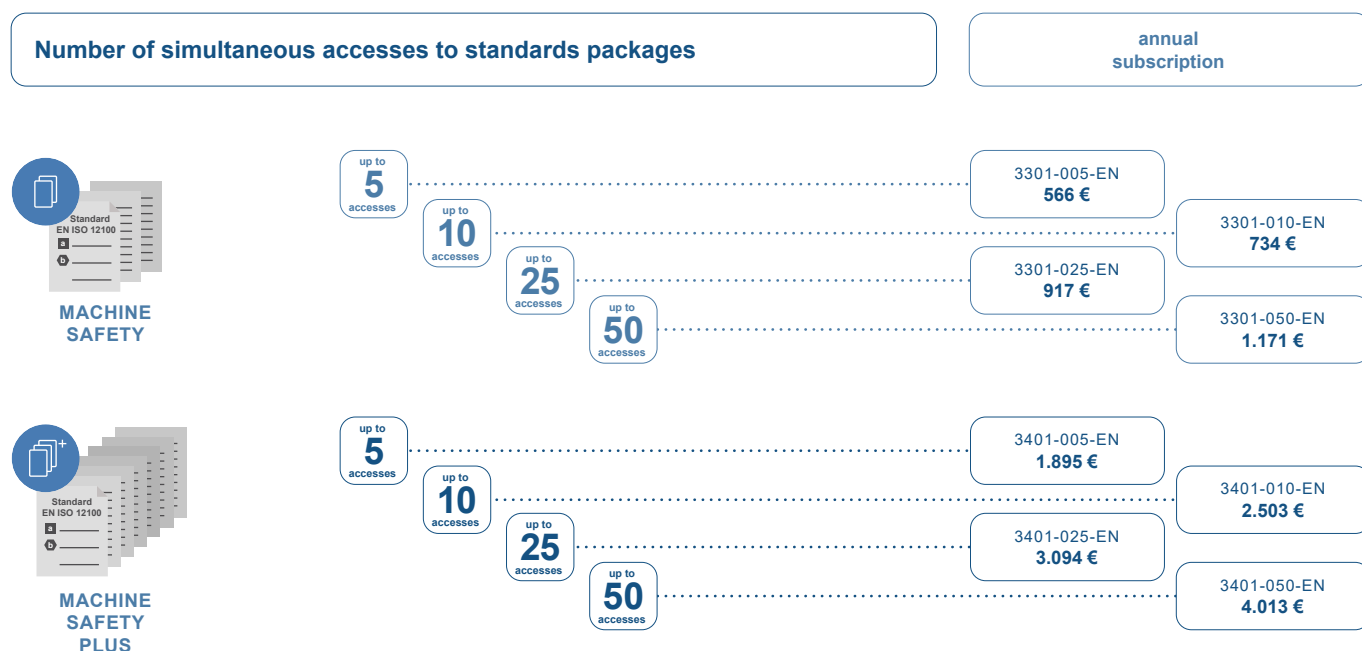 Number of simultaneous accesses to standards packages
annual
subscription
Standard
EN ISO 12100
a
b
MACHINE
SAFETY
up to
5
accesses
3301-005-EN
566 €
up to
10
accesses
3301-010-EN
734 €
up to
25
accesses
3301-025-EN
917 €
up to
50
accesses
3301-050-EN
1.171 €
+
Standard
EN ISO 12100
a
b
MACHINE
SAFETY
PLUS
up to
5
accesses
3401-005-EN
1.895 €
up to
10
accesses
3401-010-EN
2.503 €
up to
25
accesses
3401-025-EN
3.094 €
up to
50
accesses
3401-050-EN
4.013 €